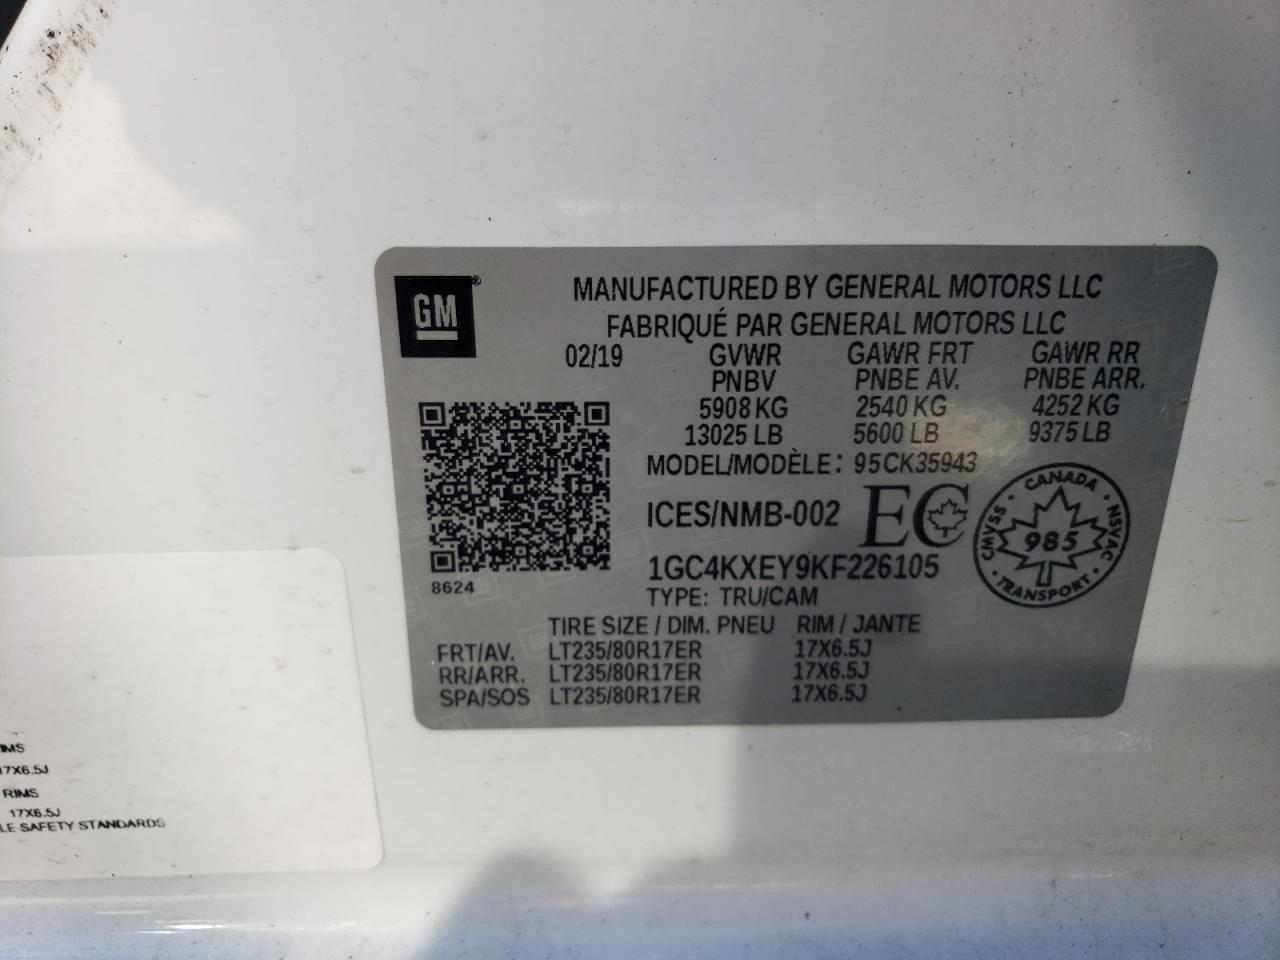 GM®
MANUFACTURED BY GENERAL MOTORS LLC
FABRIQUÉ PAR GENERAL MOTORS LLC
02/19 GVWR GAWR FRT GAWR RR
PNBV PNBE AV. PNBE ARR.
5908 KG 2540 KG 4252 KG
13025 LB 5600 LB 9375 LB
MODEL/MODÈLE: 95CK35943
ICES/NMB-002 EC
CANADA
CMVSS 985 NSVAC
TRANSPORT
1GC4KXEY9KF226105
8624
TYPE: TRU/CAM
TIRE SIZE / DIM. PNEU RIM / JANTE
FRT/AV. LT235/80R17ER 17X6.5J
RR/ARR. LT235/80R17ER 17X6.5J
SPA/SOS LT235/80R17ER 17X6.5J
17X6.5J
RIMS
17X6.5J
SAFETY STANDARDS